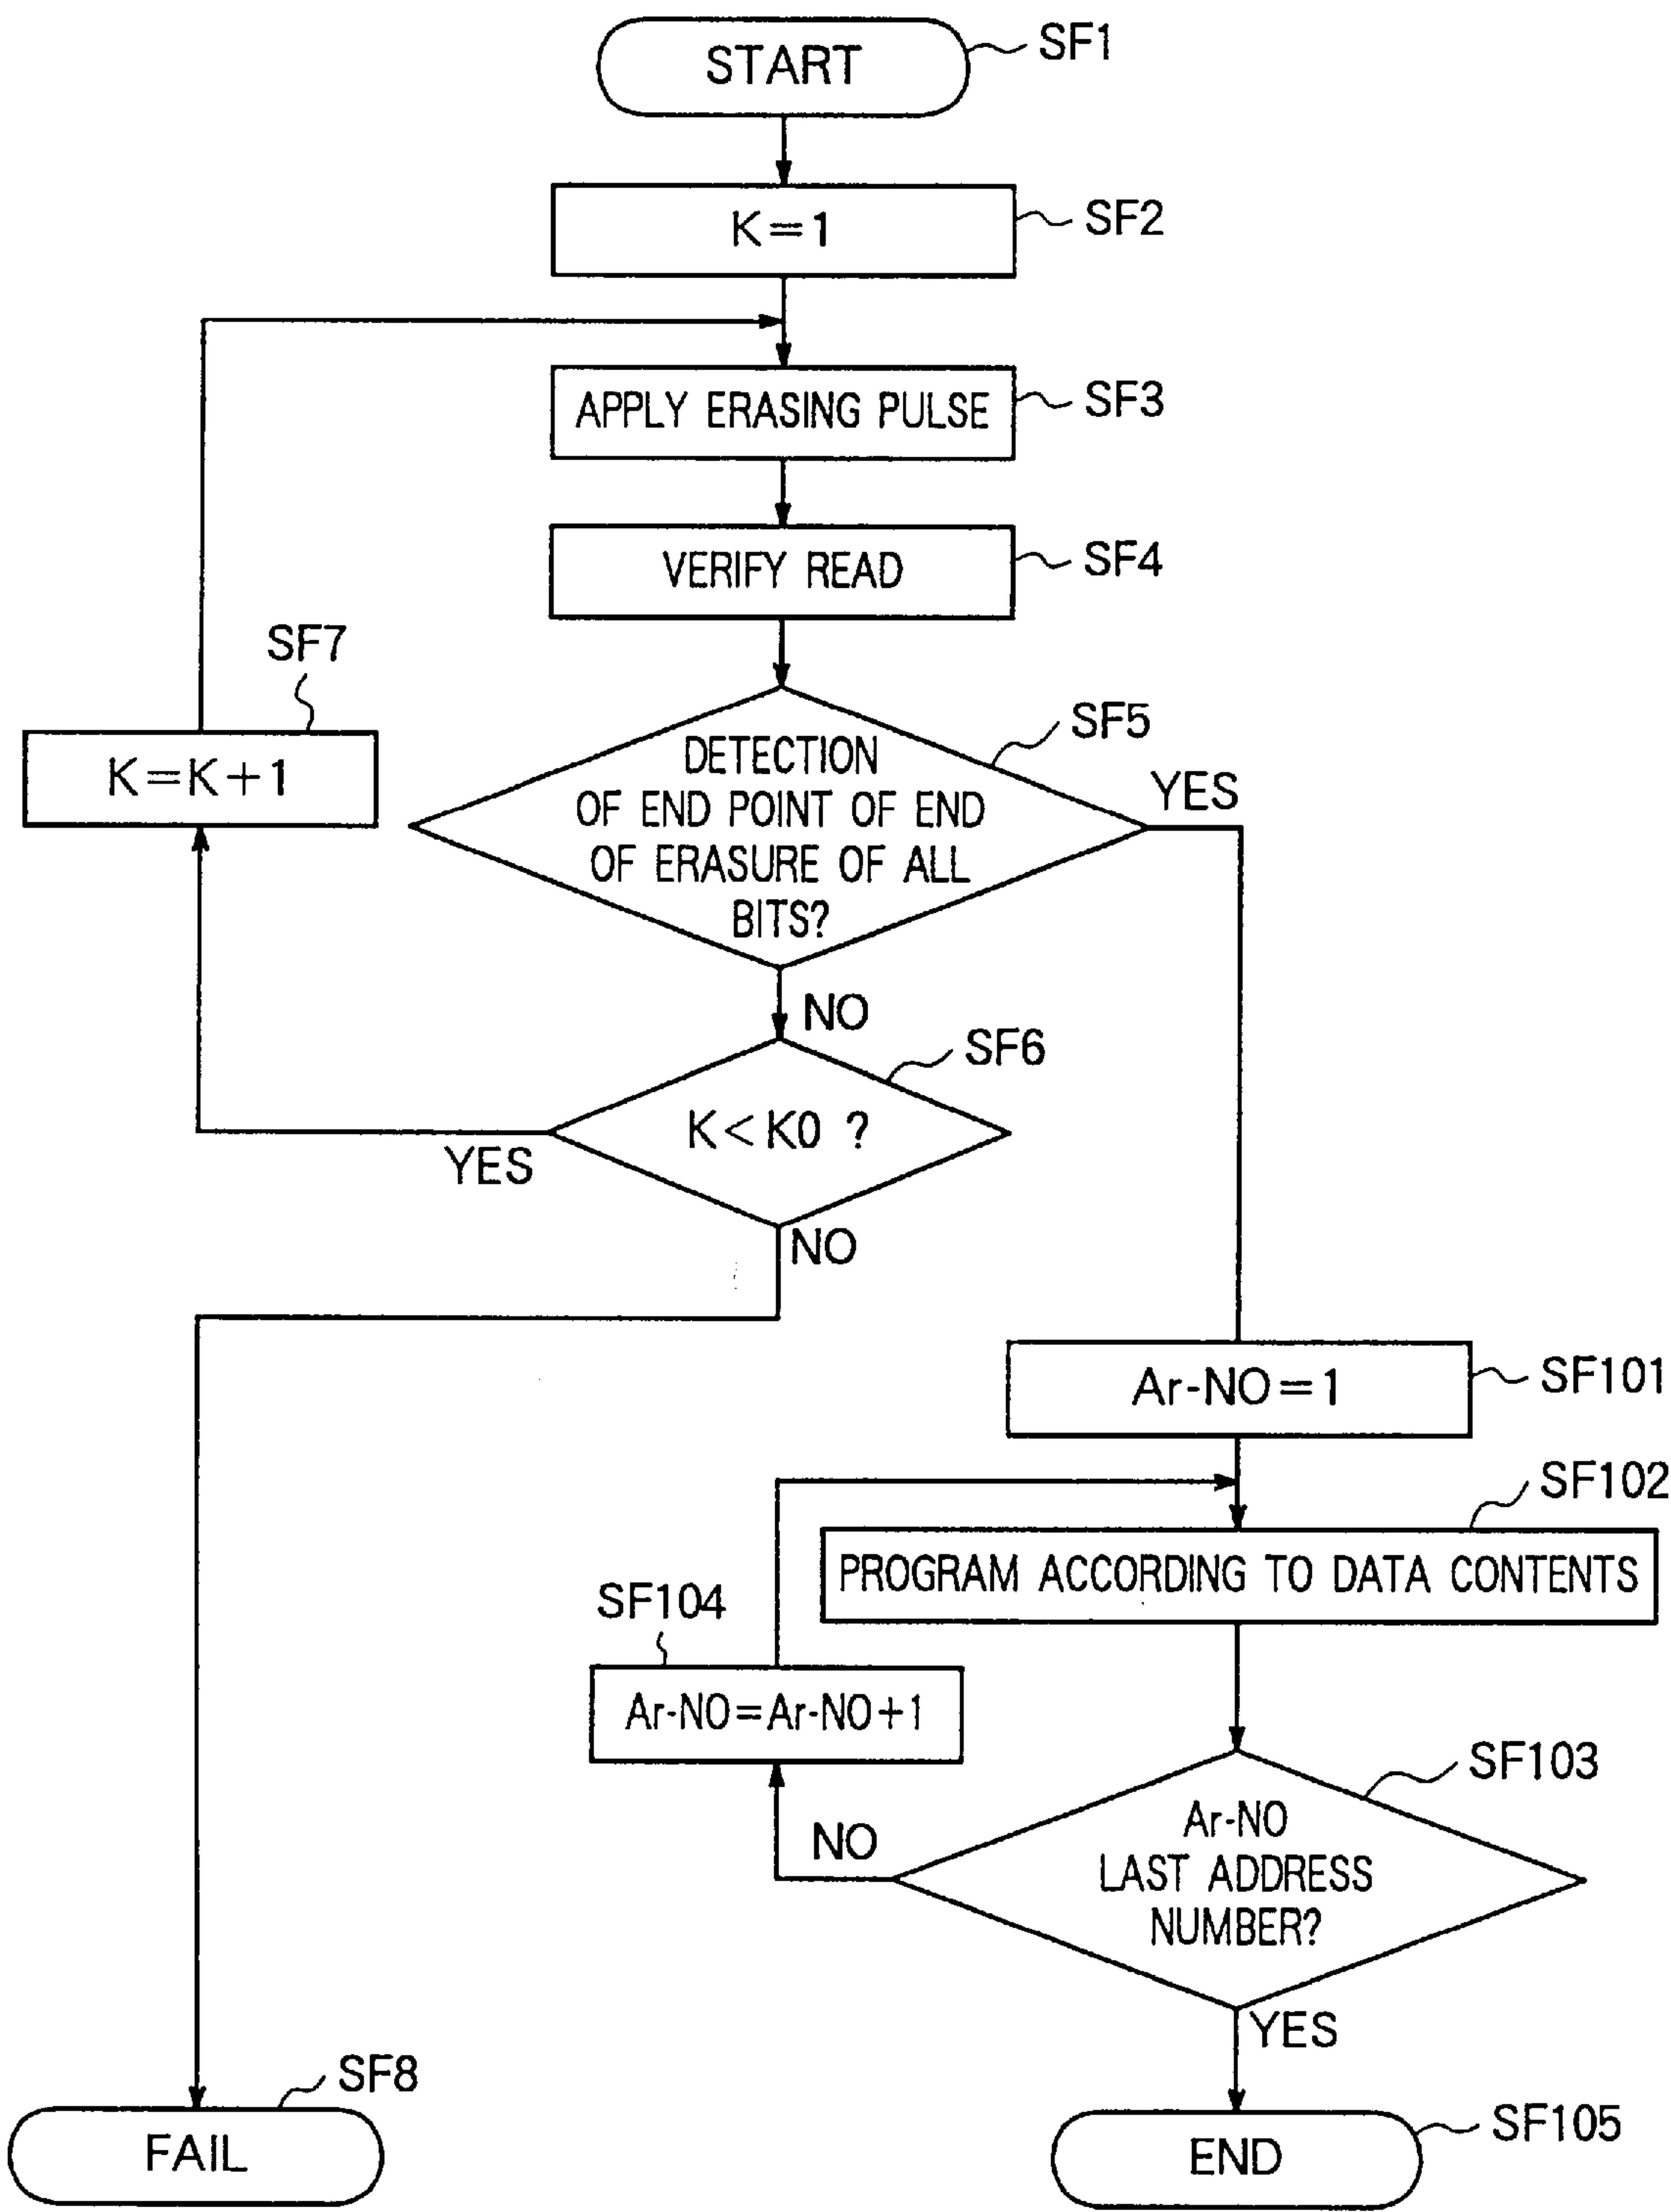 START
SF1
K=1
SF2
APPLY ERASING PULSE
SF3
VERIFY READ
SF4
SF7
K=K+1
DETECTION
OF END POINT OF END
OF ERASURE OF ALL
BITS?
SF5
YES
NO
K<K0 ?
SF6
YES
NO
Ar-NO=1
SF101
PROGRAM ACCORDING TO DATA CONTENTS
SF102
SF104
Ar-NO=Ar-NO+1
Ar-NO
LAST ADDRESS
NUMBER?
SF103
NO
YES
FAIL
SF8
END
SF105